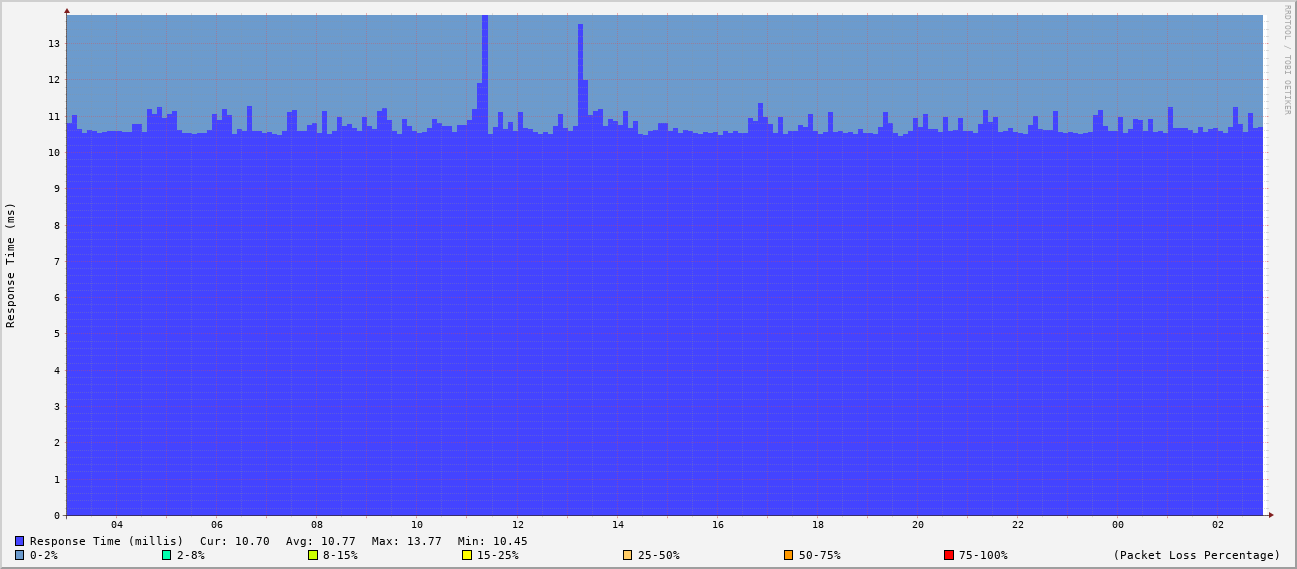 RRDTOOL / TOBI OETIKER
Response Time (ms)
13
12
11
10
9
8
7
6
5
4
3
2
1
0
04 06 08 10 12 14 16 18 20 22 00 02
Response Time (millis) Cur: 10.70 Avg: 10.77 Max: 13.77 Min: 10.45
0-2% 2-8% 8-15% 15-25% 25-50% 50-75% 75-100% (Packet Loss Percentage)